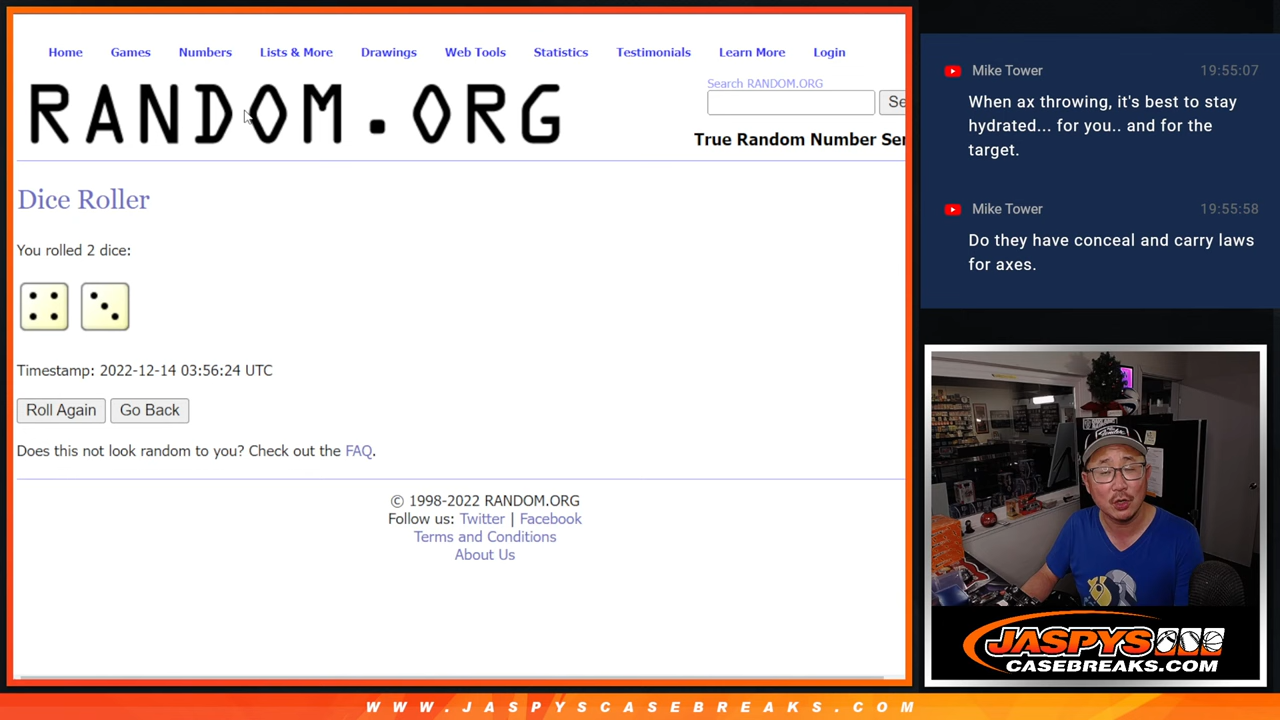 Home Games Numbers Lists & More Drawings Web Tools Statistics Testimonials Learn More Login
RANDOM.ORG
Search RANDOM.ORG
Se
True Random Number Ser
Dice Roller
You rolled 2 dice:
Timestamp: 2022-12-14 03:56:24 UTC
Roll Again Go Back
Does this not look random to you? Check out the FAQ.
© 1998-2022 RANDOM.ORG
Follow us: Twitter | Facebook
Terms and Conditions
About Us
Mike Tower 19:55:07
When ax throwing, it's best to stay
hydrated... for you.. and for the
target.
Mike Tower 19:55:58
Do they have conceal and carry laws
for axes.
JASPYS
CASEBREAKS.COM
WWW.JASPYSCASEBREAKS.COM